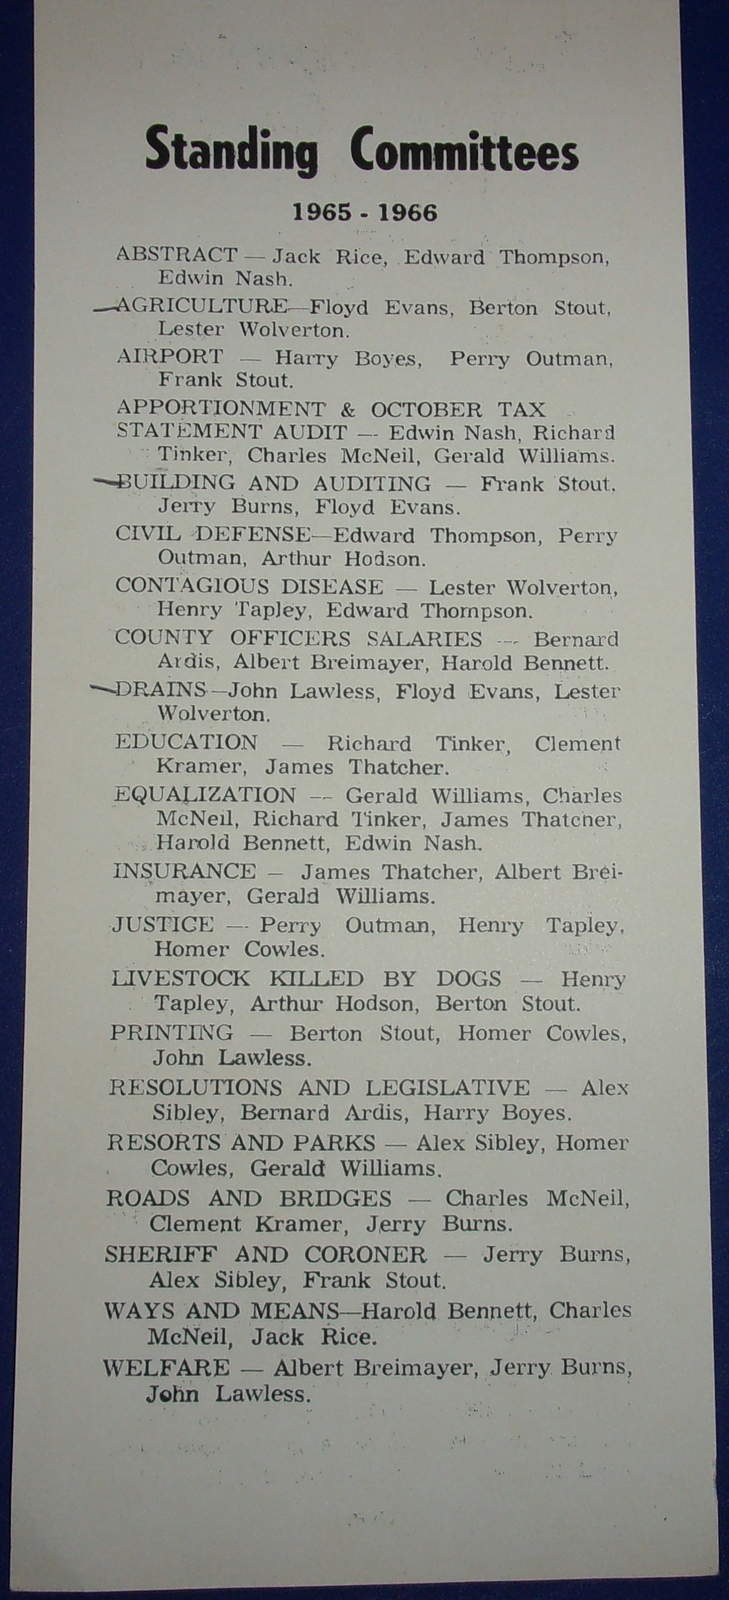 Standing Committees
1965 - 1966
ABSTRACT — Jack Rice, Edward Thompson,
Edwin Nash.
AGRICULTURE—Floyd Evans, Berton Stout,
Lester Wolverton.
AIRPORT — Harry Boyes, Perry Outman,
Frank Stout.
APPORTIONMENT & OCTOBER TAX
STATEMENT AUDIT — Edwin Nash, Richard
Tinker, Charles McNeil, Gerald Williams.
BUILDING AND AUDITING — Frank Stout,
Jerry Burns, Floyd Evans.
CIVIL DEFENSE—Edward Thompson, Perry
Outman, Arthur Hodson.
CONTAGIOUS DISEASE — Lester Wolverton,
Henry Tapley, Edward Thompson.
COUNTY OFFICERS SALARIES — Bernard
Ardis, Albert Breimayer, Harold Bennett.
DRAINS—John Lawless, Floyd Evans, Lester
Wolverton.
EDUCATION — Richard Tinker, Clement
Kramer, James Thatcher.
EQUALIZATION — Gerald Williams, Charles
McNeil, Richard Tinker, James Thatcher,
Harold Bennett, Edwin Nash.
INSURANCE — James Thatcher, Albert Brei-
mayer, Gerald Williams.
JUSTICE — Perry Outman, Henry Tapley,
Homer Cowles.
LIVESTOCK KILLED BY DOGS — Henry
Tapley, Arthur Hodson, Berton Stout.
PRINTING — Berton Stout, Homer Cowles,
John Lawless.
RESOLUTIONS AND LEGISLATIVE — Alex
Sibley, Bernard Ardis, Harry Boyes.
RESORTS AND PARKS — Alex Sibley, Homer
Cowles, Gerald Williams.
ROADS AND BRIDGES — Charles McNeil,
Clement Kramer, Jerry Burns.
SHERIFF AND CORONER — Jerry Burns,
Alex Sibley, Frank Stout.
WAYS AND MEANS—Harold Bennett, Charles
McNeil, Jack Rice.
WELFARE — Albert Breimayer, Jerry Burns,
John Lawless.